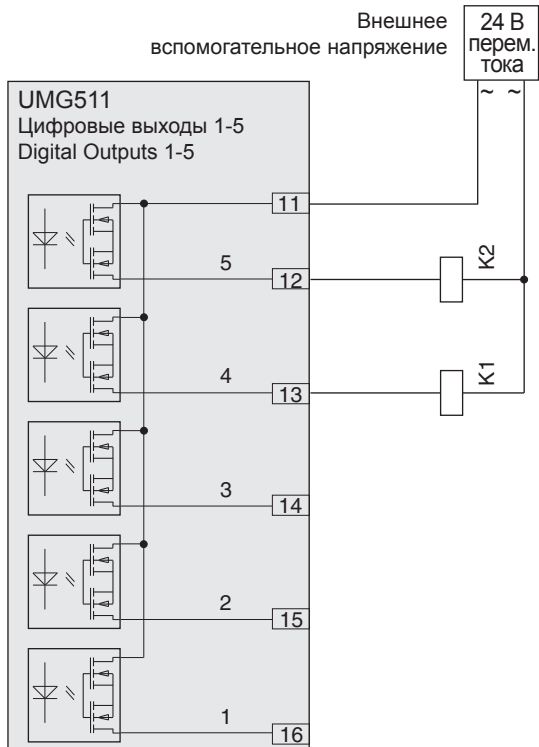 Внешнее
вспомогательное напряжение
24 В
перем.
тока
~ ~
UMG511
Цифровые выходы 1-5
Digital Outputs 1-5
11
5
12
K2
4
13
K1
3
14
2
15
1
16